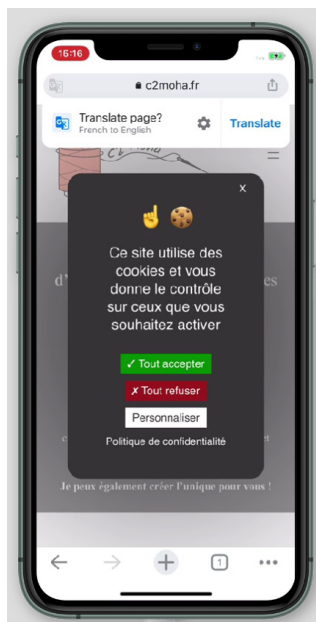 16:16
c2moha.fr
Translate page?
French to English
Translate
x
Ce site utilise des
cookies et vous
donne le contrôle
sur ceux que vous
souhaitez activer
✓ Tout accepter
✗ Tout refuser
Personnaliser
Politique de confidentialité
Je peux également créer l'unique pour vous !
1